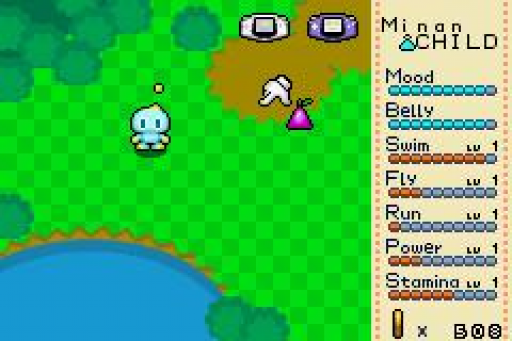 Minan
CHILD
Mood
Belly
Swim LV 1
Fly LV 1
Run LV 1
Power LV 1
Stamina LV 1
x 808